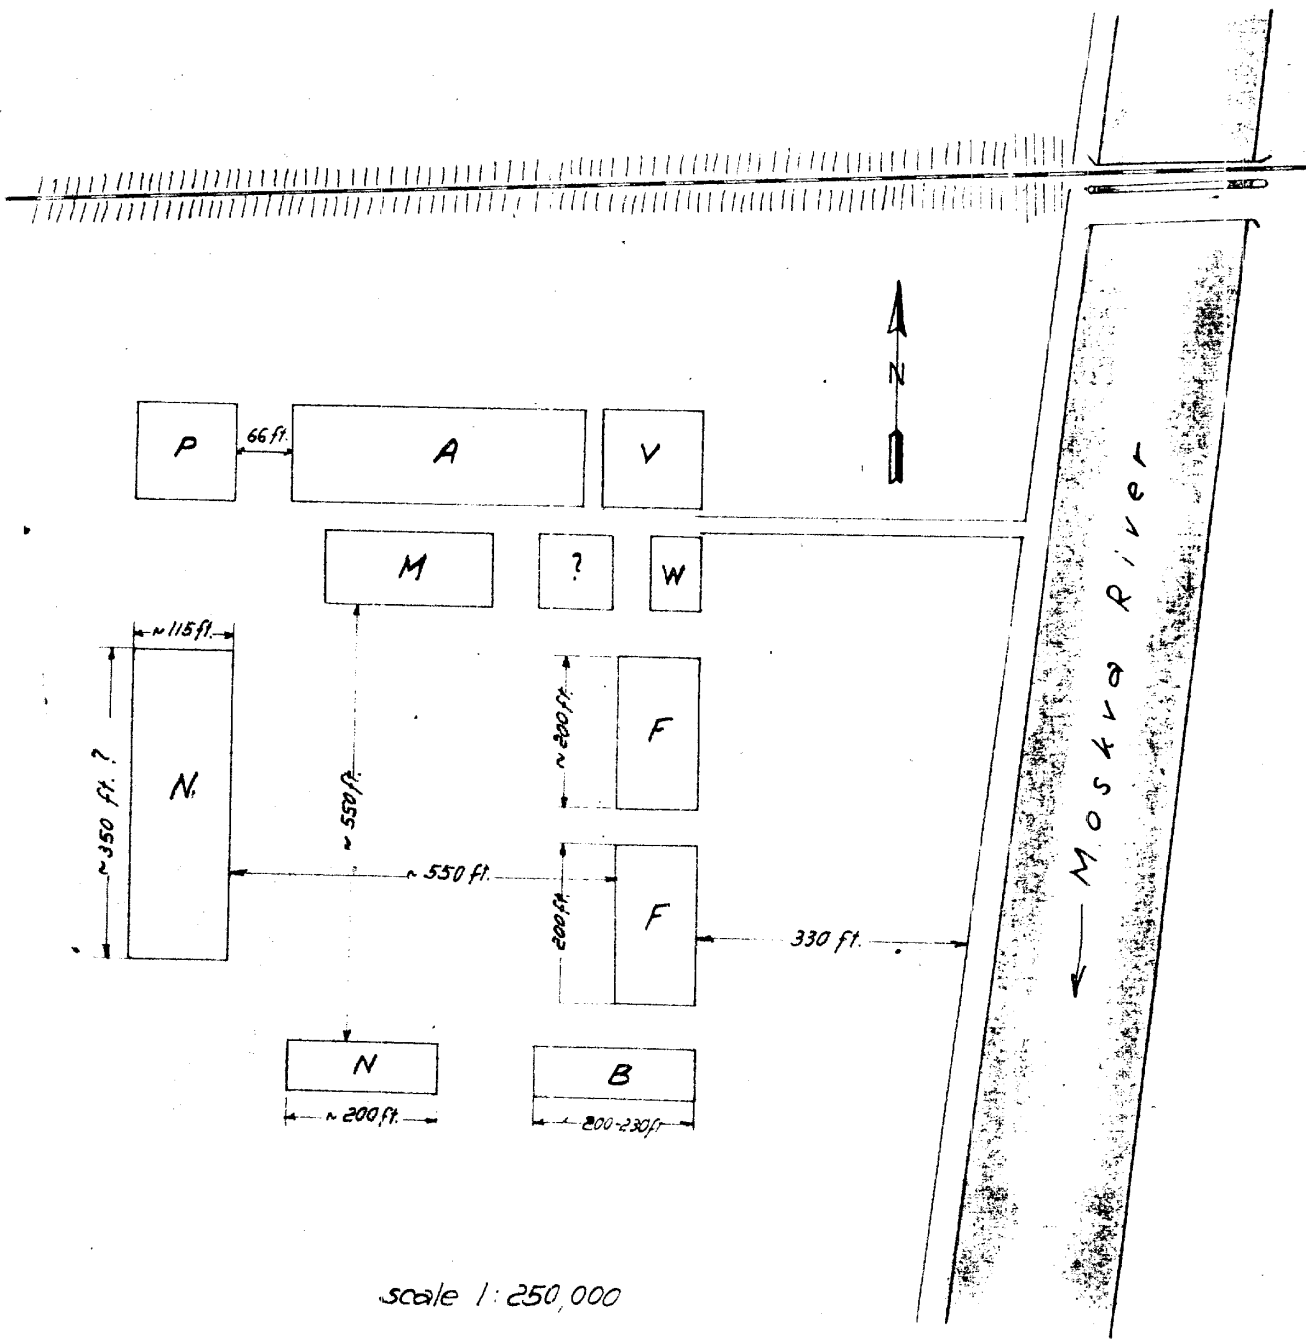 N
P
66 ft.
A
V
M
?
W
~115 ft.
~350 ft. ?
N.
~550 ft.
~200 ft.
F
~550 ft.
200 ft.
F
330 ft.
Moskva River
N
~200 ft.
B
200-230 ft
scale 1:250,000